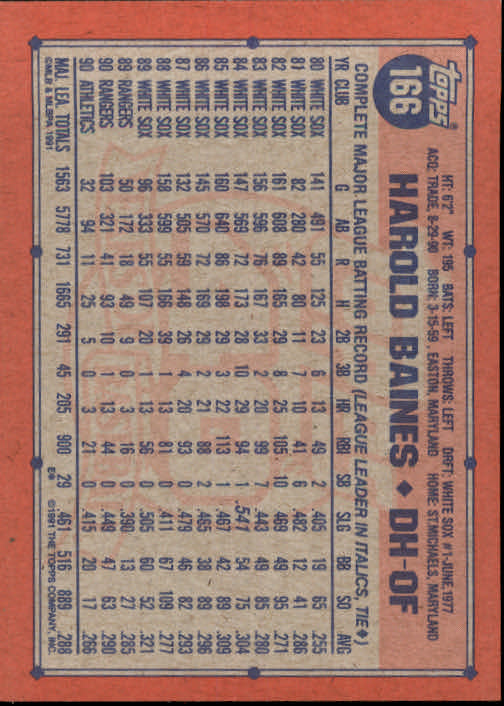 topps®
166
HT: 6'2" WT: 195 BATS: LEFT THROWS: LEFT DRFT: WHITE SOX #1-JUNE, 1977
ACQ: TRADE 8-29-90 BORN: 3-15-59, EASTON, MARYLAND HOME: ST. MICHAELS, MARYLAND
HAROLD BAINES ♦ DH-OF
COMPLETE MAJOR LEAGUE BATTING RECORD (LEAGUE LEADER IN ITALICS, TIE♦)
YR CLUB G AB R H 2B 3B HR RBI SB SLG BB SO AVG
80 WHITE SOX 141 491 55 125 23 6 13 49 2 .405 19 65 .255
81 WHITE SOX 82 280 42 80 11 7 10 41 6 .482 12 41 .286
82 WHITE SOX 161 608 89 165 29 8 25 105 10 .469 49 95 .271
83 WHITE SOX 156 596 76 167 33 2 20 99 7 .443 49 85 .280
84 WHITE SOX 147 569 72 173 28 10 29 94 1 .541 54 75 .304
85 WHITE SOX 160 640 86 198 29 3 22 113 1 .467 42 89 .309
86 WHITE SOX 145 570 72 169 29 2 21 88 2 .465 38 89 .296
87 WHITE SOX 132 505 59 148 26 4 20 93 0 .479 46 82 .293
88 WHITE SOX 158 599 55 166 39 1 13 81 0 .411 67 109 .277
89 WHITE SOX 96 333 55 107 20 1 13 56 0 .505 60 52 .321
89 RANGERS 50 172 18 49 9 0 3 16 0 .390 13 27 .285
90 RANGERS 103 321 41 93 10 1 13 44 0 .449 47 63 .290
90 ATHLETICS 32 94 11 25 5 0 3 21 0 .415 20 17 .266
MAJ. LEA. TOTALS 1563 5778 731 1665 291 45 205 900 29 .461 516 889 .288
©MLB & MLBPA 1991 E* ©1991 THE TOPPS COMPANY, INC.